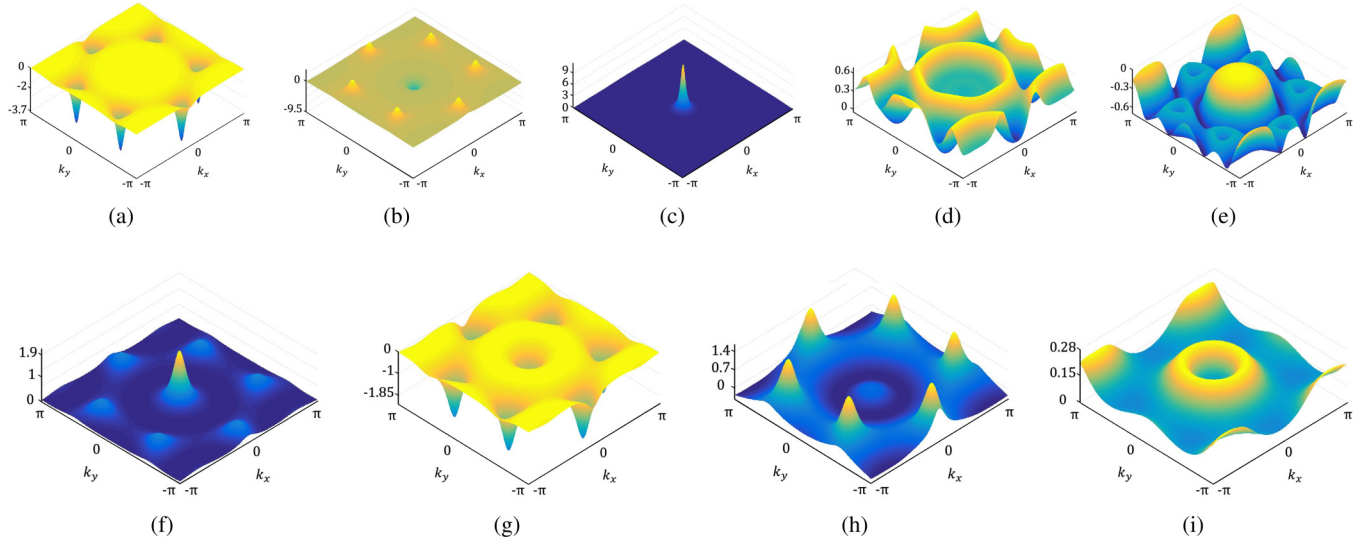 0
-2
-3.7
π
0
-π
-π
0
π
k_y
k_x
(a)
0
-9.5
π
0
-π
-π
0
π
k_y
k_x
(b)
9
6
3
0
π
0
-π
-π
0
π
k_y
k_x
(c)
0.6
0.3
0
π
0
-π
-π
0
π
k_y
k_x
(d)
0
-0.3
-0.6
π
0
-π
-π
0
π
k_y
k_x
(e)
1.9
1
0
π
0
-π
-π
0
π
k_y
k_x
(f)
0
-1
-1.85
π
0
-π
-π
0
π
k_y
k_x
(g)
1.4
0.7
0
π
0
-π
-π
0
π
k_y
k_x
(h)
0.28
0.15
0
π
0
-π
-π
0
π
k_y
k_x
(i)